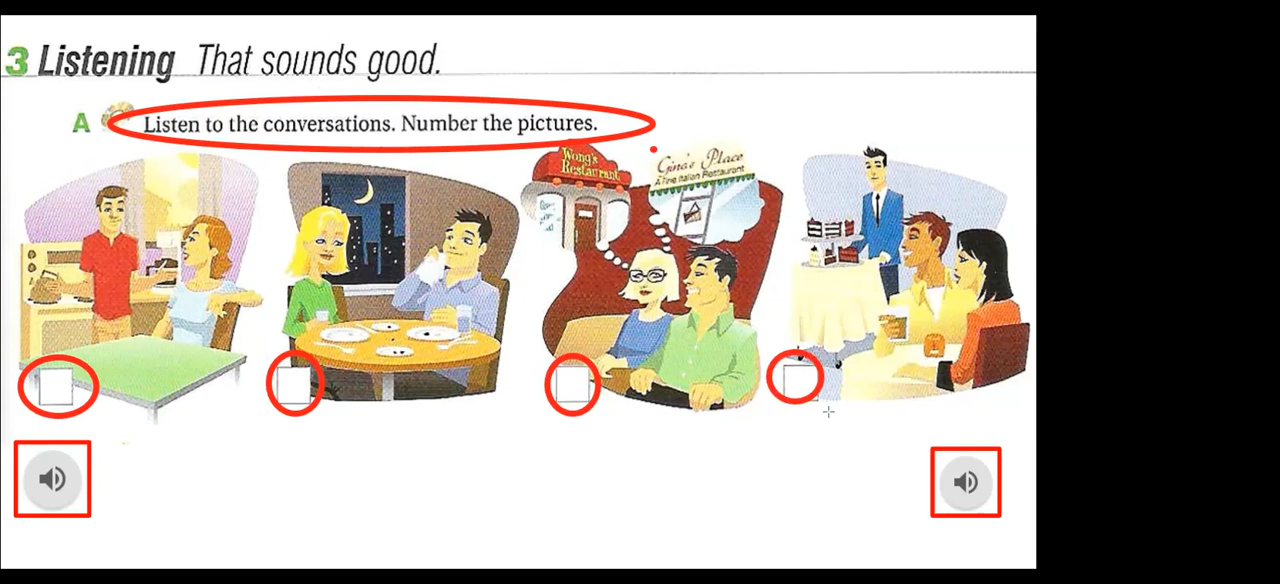 3 Listening That sounds good.
A Listen to the conversations. Number the pictures.
Wong's
Restaurant
Gina's Place
A Fine Italian Restaurant